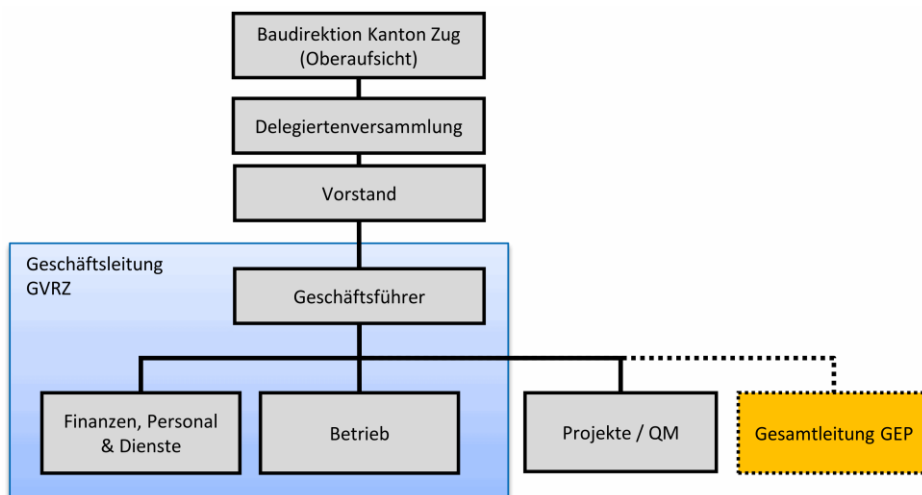 Baudirektion Kanton Zug
(Oberaufsicht)
Delegiertenversammlung
Vorstand
Geschäftsleitung
GVRZ
Geschäftsführer
Finanzen, Personal
& Dienste
Betrieb
Projekte / QM
Gesamtleitung GEP